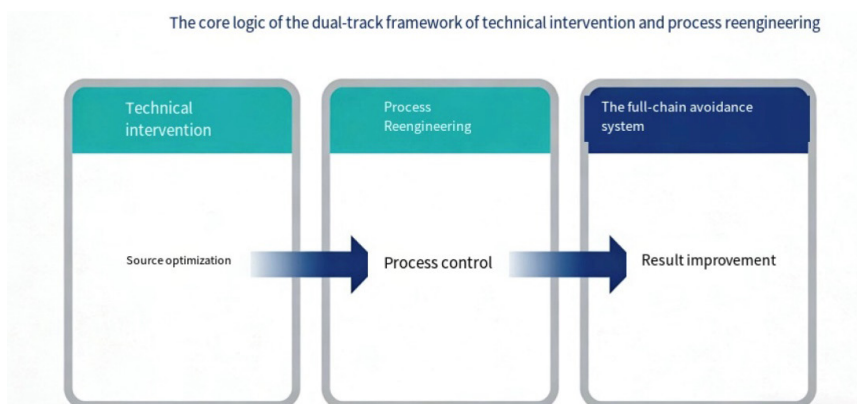 The core logic of the dual-track framework of technical intervention and process reengineering
Technical
intervention
Process
Reengineering
The full-chain avoidance
system
Source optimization
Process control
Result improvement